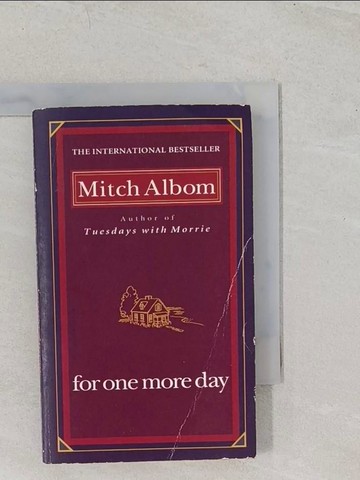 THE INTERNATIONAL BESTSELLER
Mitch Albom
Author of
Tuesdays with Morrie
for one more day